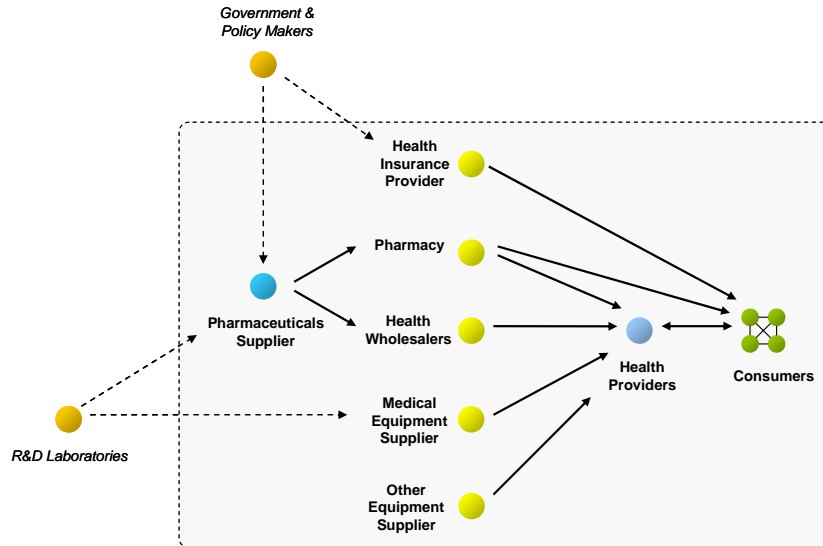 Government &
Policy Makers
Health
Insurance
Provider
Pharmacy
Pharmaceuticals
Supplier
Health
Wholesalers
Health
Providers
Consumers
Medical
Equipment
Supplier
R&D Laboratories
Other
Equipment
Supplier